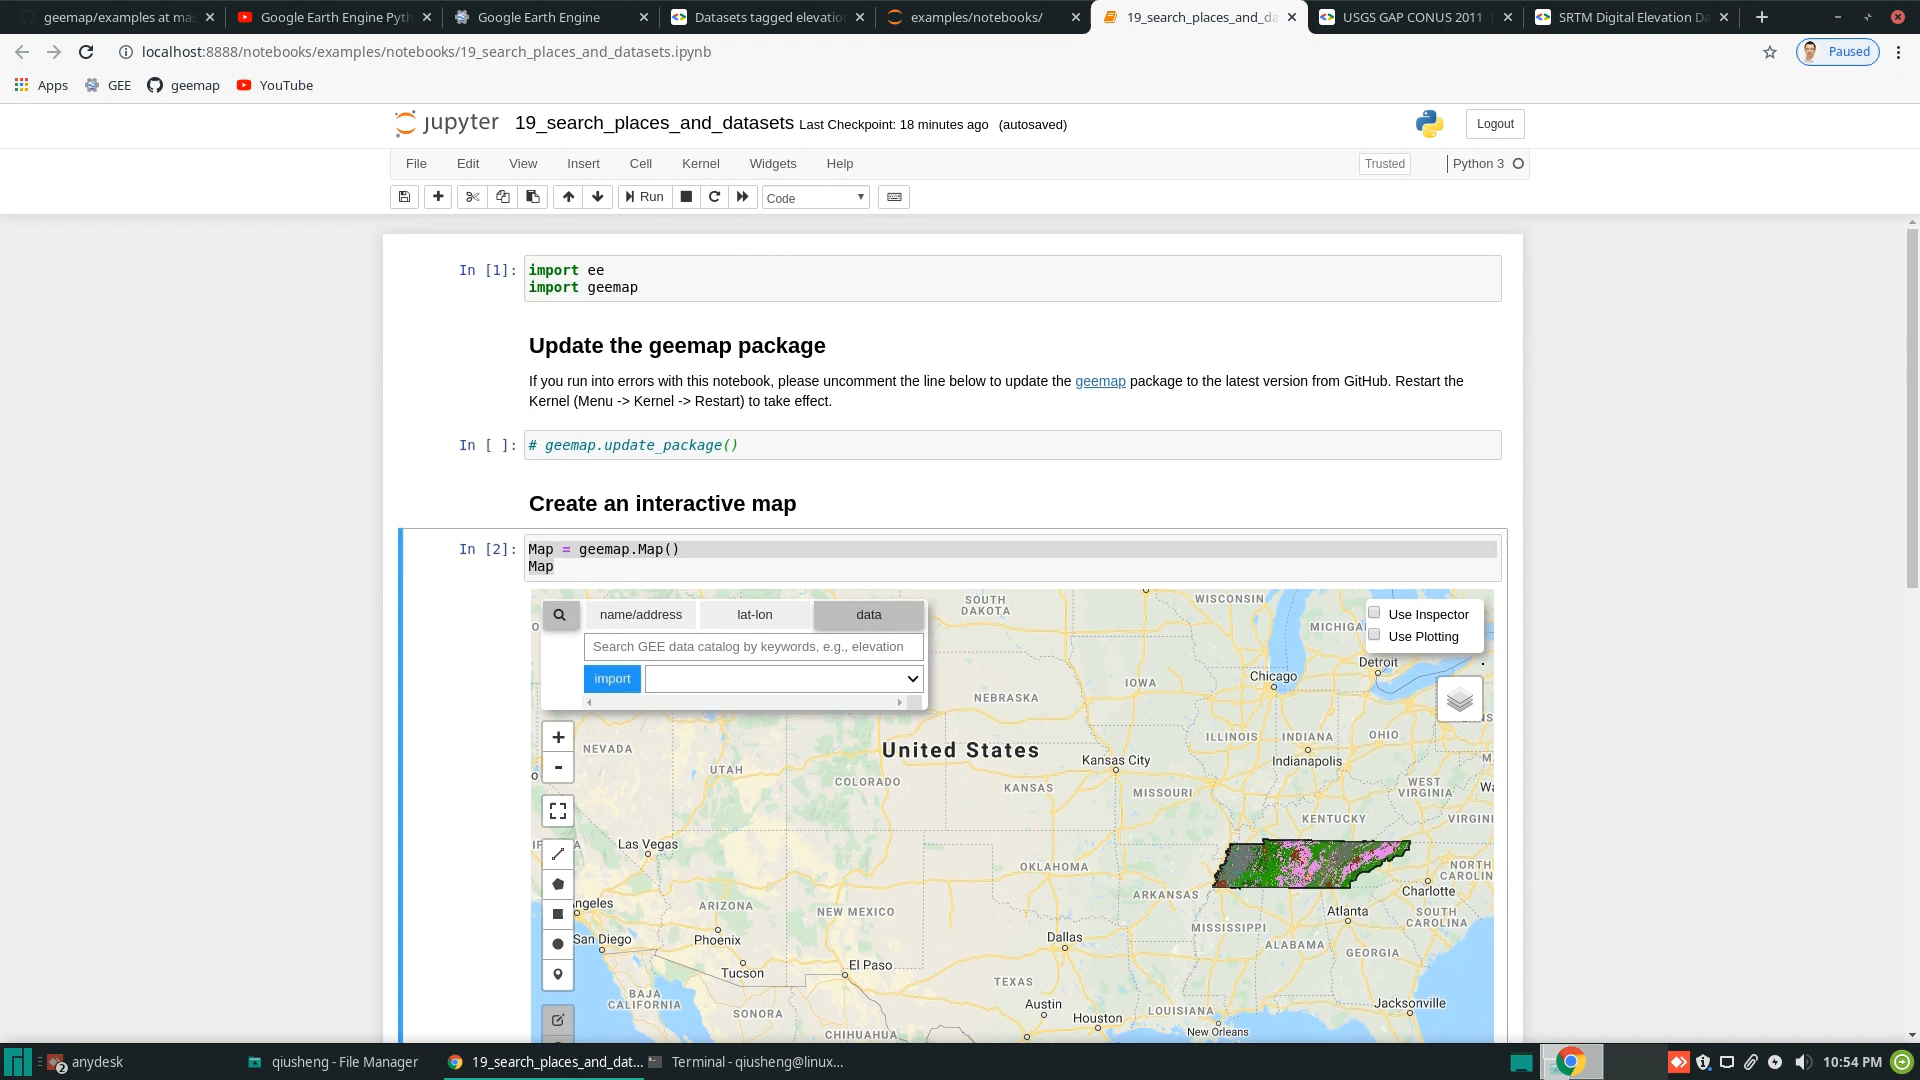 geemap/examples at mas
Google Earth Engine Pyth
Google Earth Engine
Datasets tagged elevation
examples/notebooks/
19_search_places_and_da
USGS GAP CONUS 2011
SRTM Digital Elevation Da
localhost:8888/notebooks/examples/notebooks/19_search_places_and_datasets.ipynb
Paused
Apps
GEE
geemap
YouTube
jupyter
19_search_places_and_datasets Last Checkpoint: 18 minutes ago (autosaved)
Logout
File
Edit
View
Insert
Cell
Kernel
Widgets
Help
Trusted
Python 3
Run
Code
In [1]:
import ee
import geemap
Update the geemap package
If you run into errors with this notebook, please uncomment the line below to update the geemap package to the latest version from GitHub. Restart the
Kernel (Menu -> Kernel -> Restart) to take effect.
In [ ]:
# geemap.update_package()
Create an interactive map
In [2]:
Map = geemap.Map()
Map
name/address
lat-lon
data
Search GEE data catalog by keywords, e.g., elevation
import
Use Inspector
Use Plotting
SOUTH
DAKOTA
WISCONSIN
MICHIGA
Detroit
Chicago
IOWA
NEBRASKA
NEVADA
UTAH
COLORADO
United States
KANSAS
Kansas City
MISSOURI
ILLINOIS
INDIANA
OHIO
Indianapolis
WEST
VIRGINIA
Wa
KENTUCKY
VIRGINI
Las Vegas
OKLAHOMA
ARKANSAS
NORTH
CAROLIN
Charlotte
ngeles
ARIZONA
NEW MEXICO
Atlanta
SOUTH
CAROLINA
MISSISSIPPI
ALABAMA
GEORGIA
San Diego
Phoenix
Dallas
Tucson
El Paso
TEXAS
BAJA
CALIFORNIA
SONORA
CHIHUAHUA
Austin
Houston
LOUISIANA
New Orleans
Jacksonville
2
anydesk
qiusheng - File Manager
19_search_places_and_dat...
Terminal - qiusheng@linux...
10:54 PM